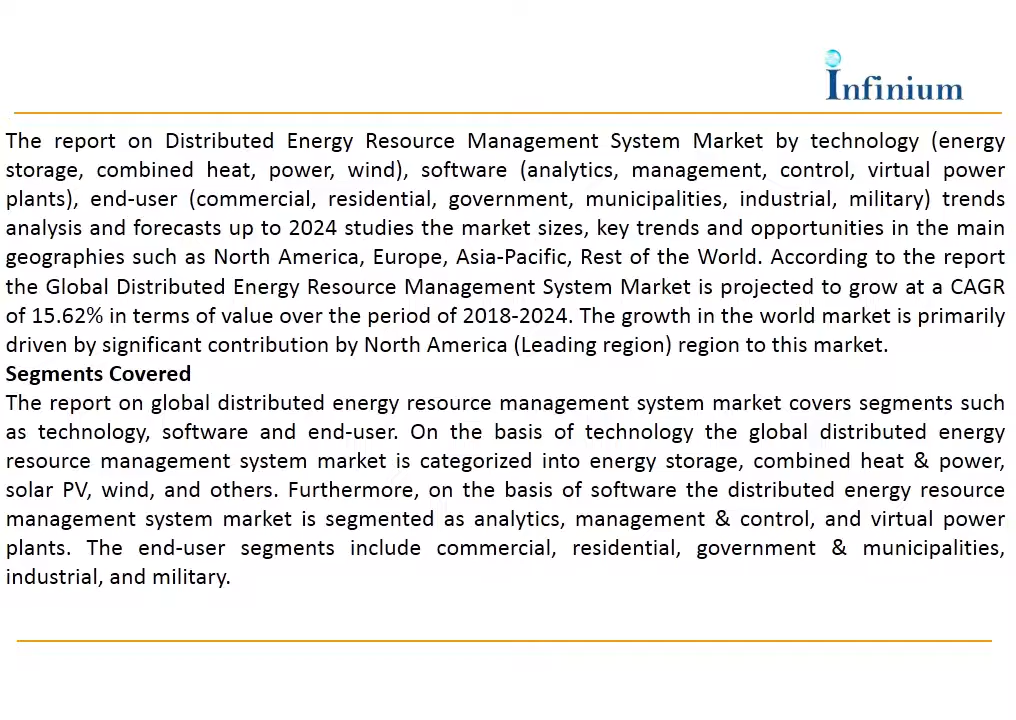 Infinium
The report on Distributed Energy Resource Management System Market by technology (energy
storage, combined heat, power, wind), software (analytics, management, control, virtual power
plants), end-user (commercial, residential, government, municipalities, industrial, military) trends
analysis and forecasts up to 2024 studies the market sizes, key trends and opportunities in the main
geographies such as North America, Europe, Asia-Pacific, Rest of the World. According to the report
the Global Distributed Energy Resource Management System Market is projected to grow at a CAGR
of 15.62% in terms of value over the period of 2018-2024. The growth in the world market is primarily
driven by significant contribution by North America (Leading region) region to this market.
Segments Covered
The report on global distributed energy resource management system market covers segments such
as technology, software and end-user. On the basis of technology the global distributed energy
resource management system market is categorized into energy storage, combined heat & power,
solar PV, wind, and others. Furthermore, on the basis of software the distributed energy resource
management system market is segmented as analytics, management & control, and virtual power
plants. The end-user segments include commercial, residential, government & municipalities,
industrial, and military.